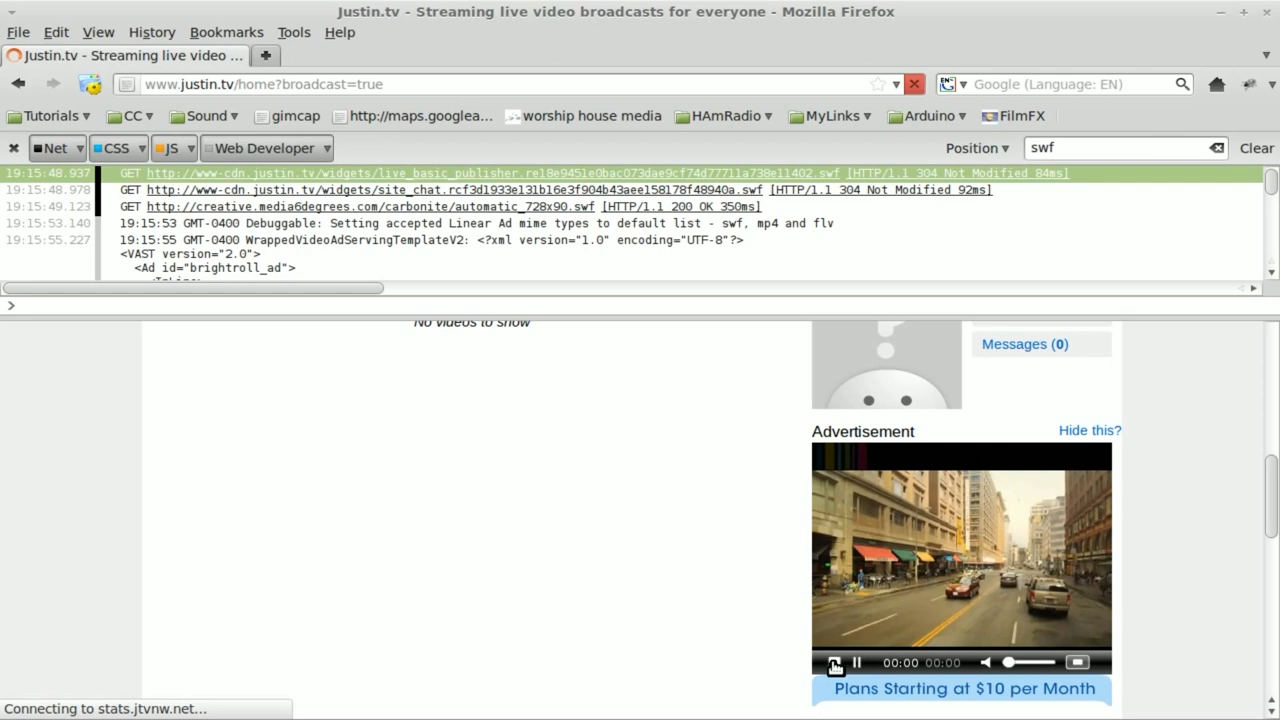 Justin.tv - Streaming live video broadcasts for everyone - Mozilla Firefox
File Edit View History Bookmarks Tools Help
Justin.tv - Streaming live video ...
www.justin.tv/home?broadcast=true
Google (Language: EN)
Tutorials CC Sound gimcap http://maps.googlea... worship house media HAmRadio MyLinks Arduino FilmFX
Net CSS JS Web Developer Position swf Clear
19:15:48.937 GET http://www-cdn.justin.tv/widgets/live_basic_publisher.re18e9451e0bac073dae9cf74d77711a738e11402.swf [HTTP/1.1 304 Not Modified 84ms]
19:15:48.978 GET http://www-cdn.justin.tv/widgets/site_chat.rcf3d1933e131b16e3f904b43aee158178f48940a.swf [HTTP/1.1 304 Not Modified 92ms]
19:15:49.123 GET http://creative.media6degrees.com/carbonite/automatic_728x90.swf [HTTP/1.1 200 OK 350ms]
19:15:53.140 19:15:53 GMT-0400 Debuggable: Setting accepted Linear Ad mime types to default list - swf, mp4 and flv
19:15:55.227 19:15:55 GMT-0400 WrappedVideoAdServingTemplateV2: <?xml version="1.0" encoding="UTF-8"?>
<VAST version="2.0">
<Ad id="brightroll_ad">
No videos to show
Messages (0)
Advertisement Hide this?
00:00 00:00
Plans Starting at $10 per Month
Connecting to stats.jtvnw.net...